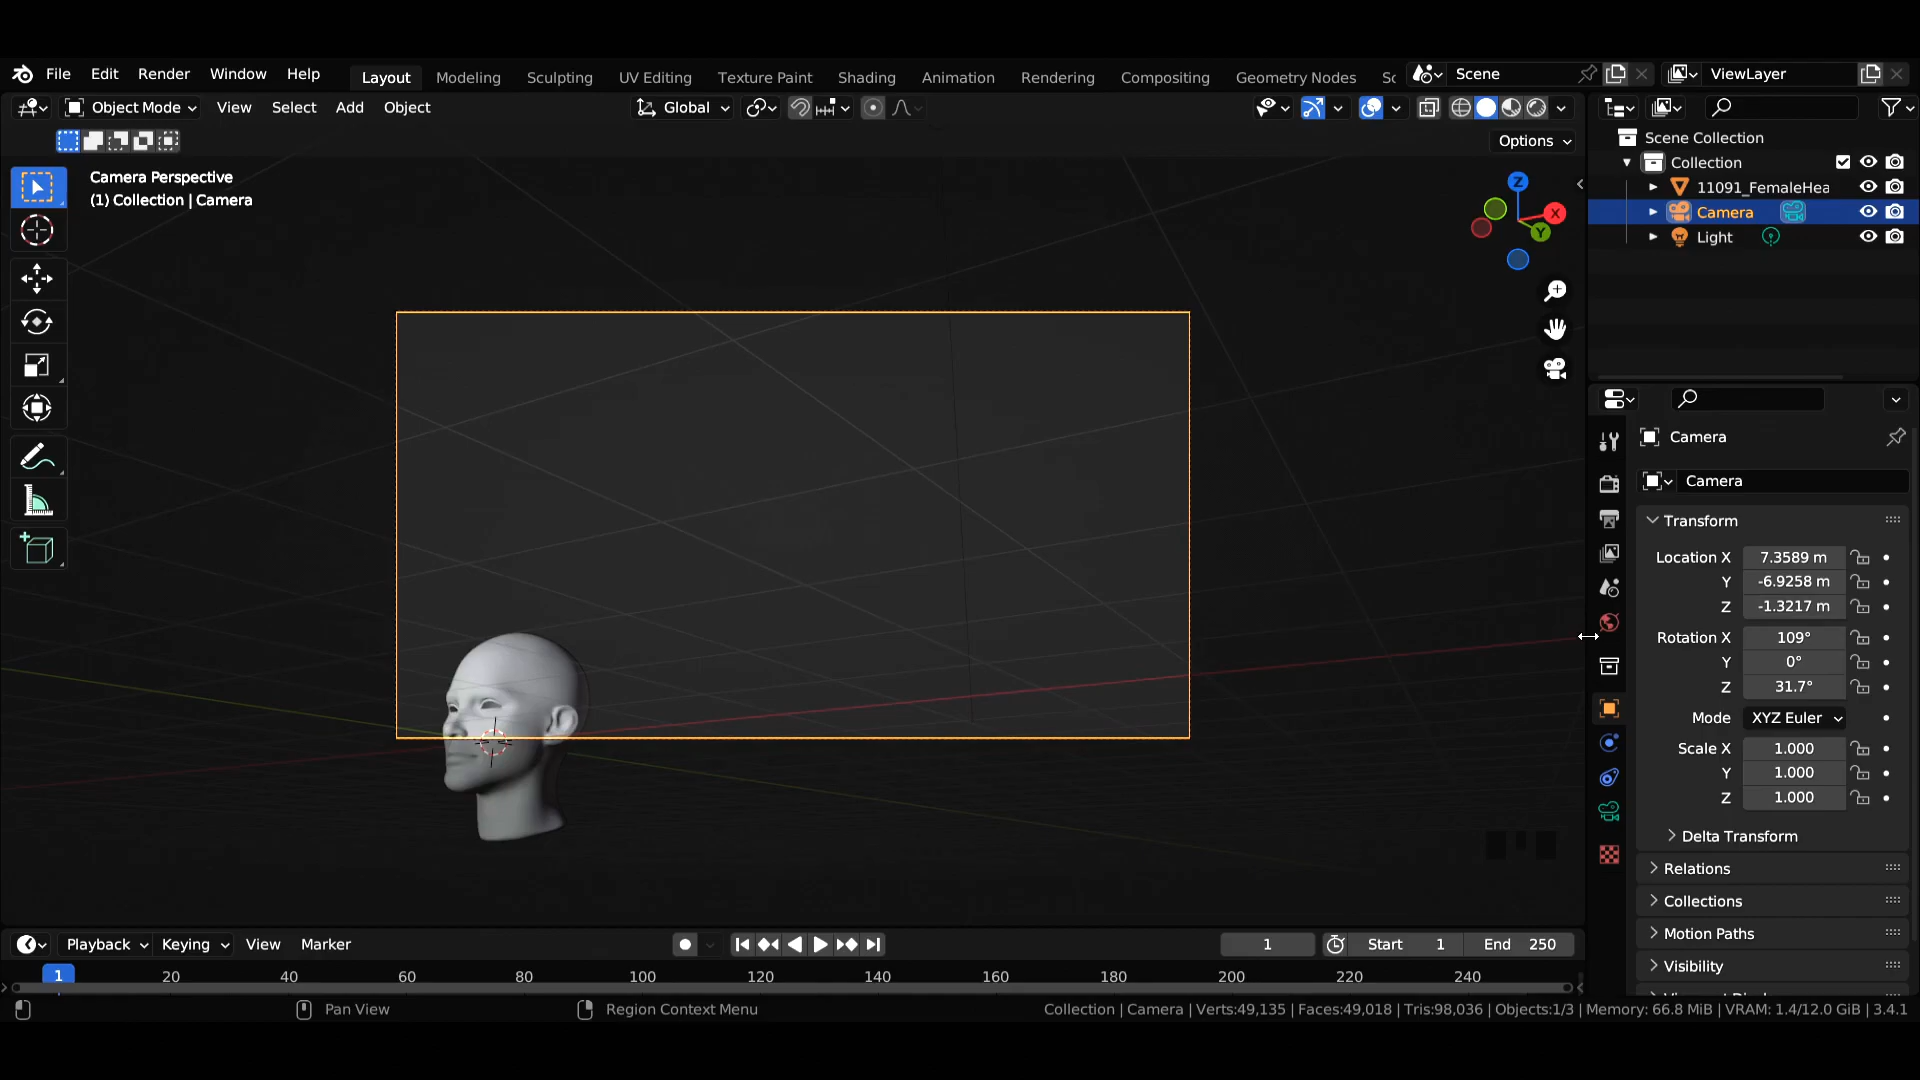 File Edit Render Window Help Layout Modeling Sculpting UV Editing Texture Paint Shading Animation Rendering Compositing Geometry Nodes Sc Scene ViewLayer
Object Mode View Select Add Object Global
Options
Camera Perspective
(1) Collection | Camera
Z
X
Y
Scene Collection
Collection
11091_FemaleHea
Camera
Light
Camera
Camera
Transform
Location X 7.3589 m
Y -6.9258 m
Z -1.3217 m
Rotation X 109°
Y 0°
Z 31.7°
Mode XYZ Euler
Scale X 1.000
Y 1.000
Z 1.000
Delta Transform
Relations
Collections
Motion Paths
Visibility
Playback Keying View Marker 1 Start 1 End 250
1 20 40 60 80 100 120 140 160 180 200 220 240
Pan View Region Context Menu Collection | Camera | Verts:49,135 | Faces:49,018 | Tris:98,036 | Objects:1/3 | Memory: 66.8 MiB | VRAM: 1.4/12.0 GiB | 3.4.1